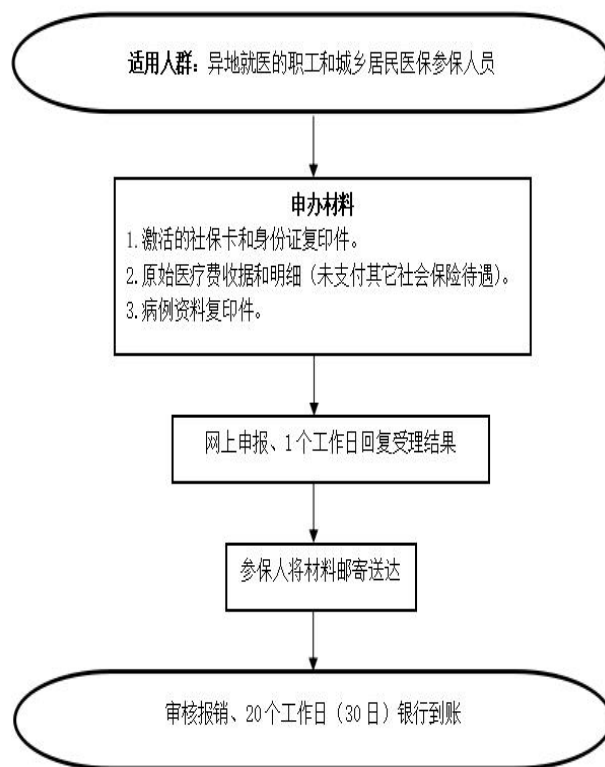 适用人群：异地就医的职工和城乡居民医保参保人员
申办材料
1.激活的社保卡和身份证复印件。
2.原始医疗费收据和明细（未支付其它社会保险待遇）。
3.病例资料复印件。
网上申报、1个工作日回复受理结果
参保人将材料邮寄送达
审核报销、20个工作日（30日）银行到账